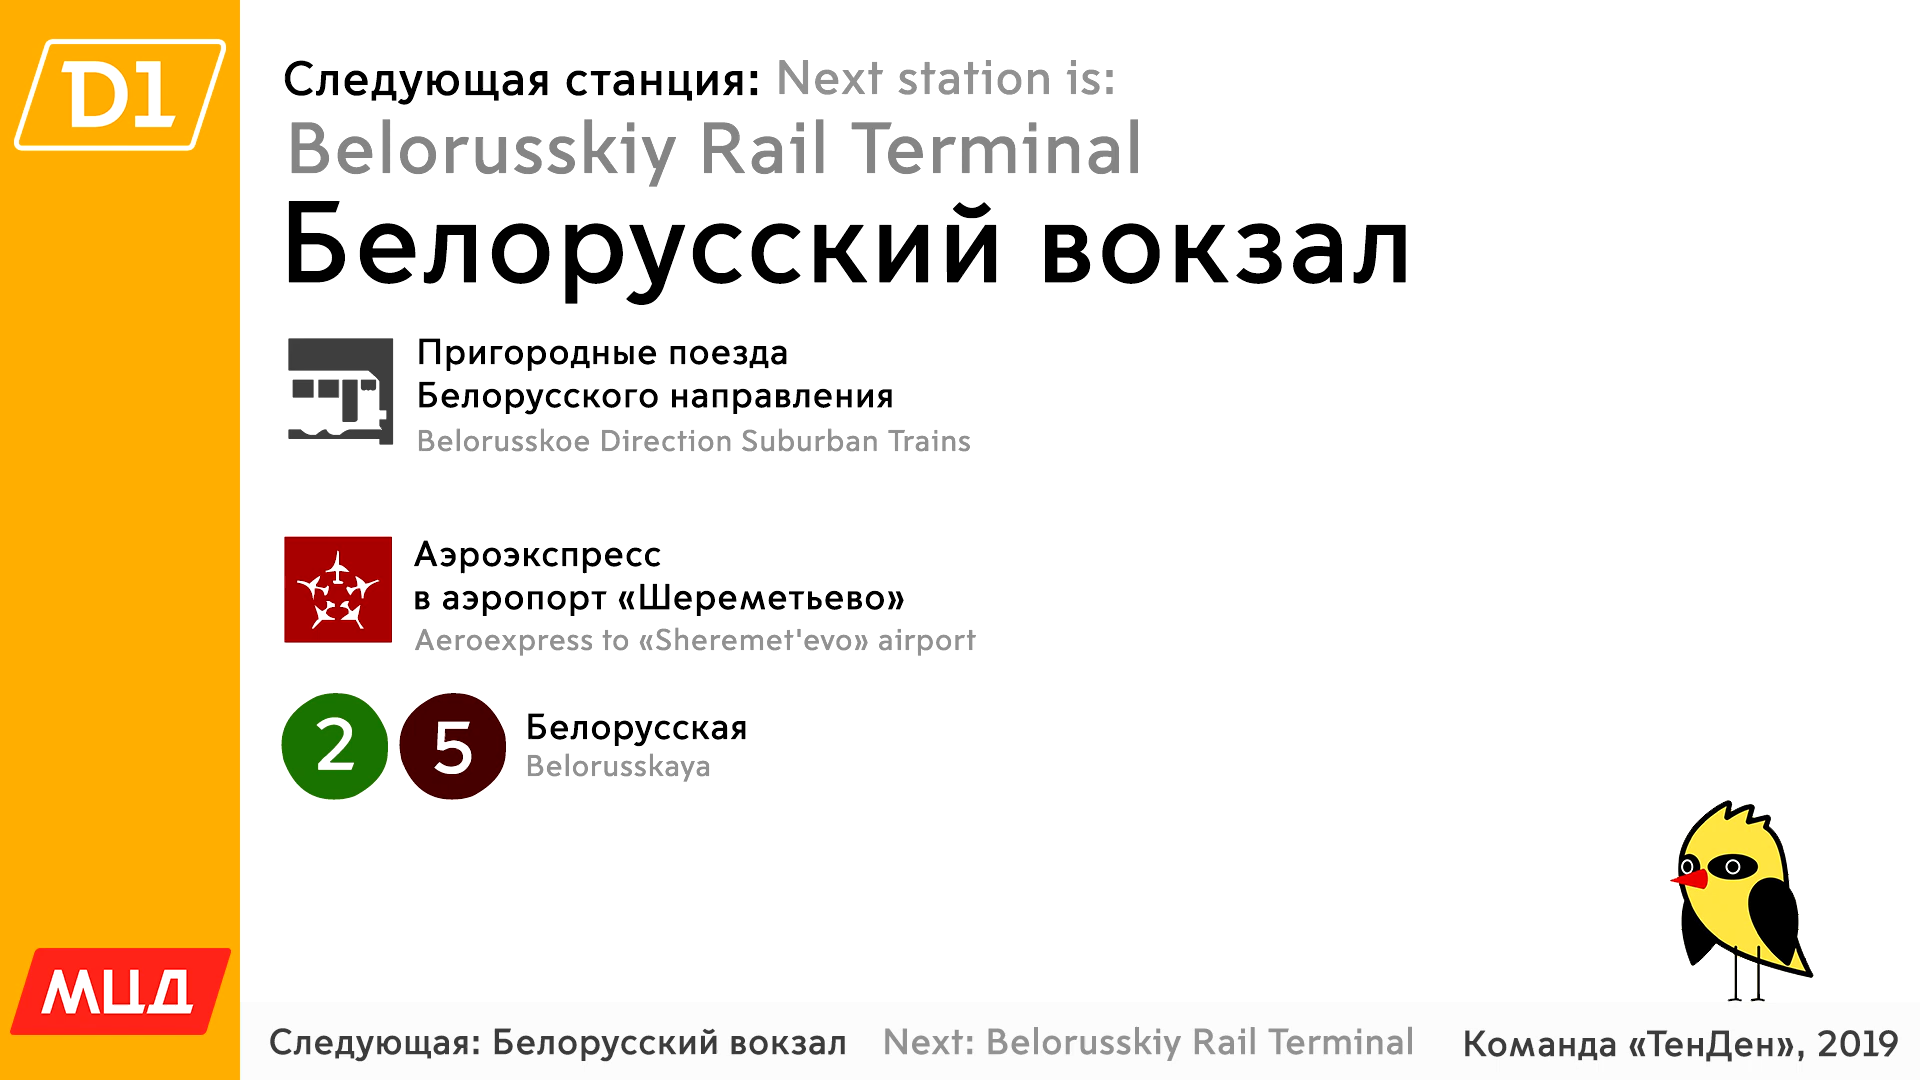 D1
Следующая станция: Next station is:
Belorusskiy Rail Terminal
Белорусский вокзал
Пригородные поезда
Белорусского направления
Belorusskoe Direction Suburban Trains
Аэроэкспресс
в аэропорт «Шереметьево»
Aeroexpress to «Sheremet'evo» airport
2 5 Белорусская
Belorusskaya
МЦД
Следующая: Белорусский вокзал Next: Belorusskiy Rail Terminal Команда «ТенДен», 2019